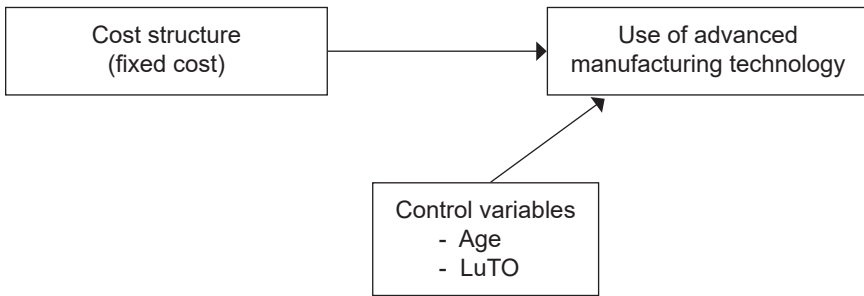 Cost structure
(fixed cost)
Use of advanced
manufacturing technology
Control variables
- Age
- LuTO